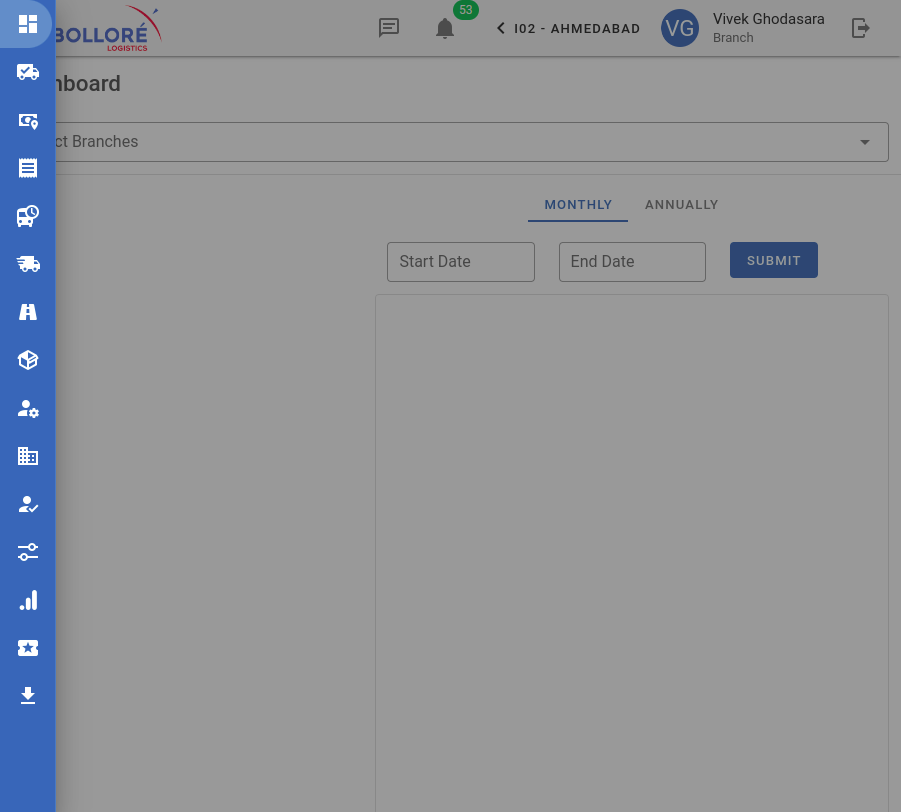 BOLLORÉ
LOGISTICS
53
I02 - AHMEDABAD
VG
Vivek Ghodasara
Branch
nboard
ct Branches
MONTHLY
ANNUALLY
Start Date
End Date
SUBMIT